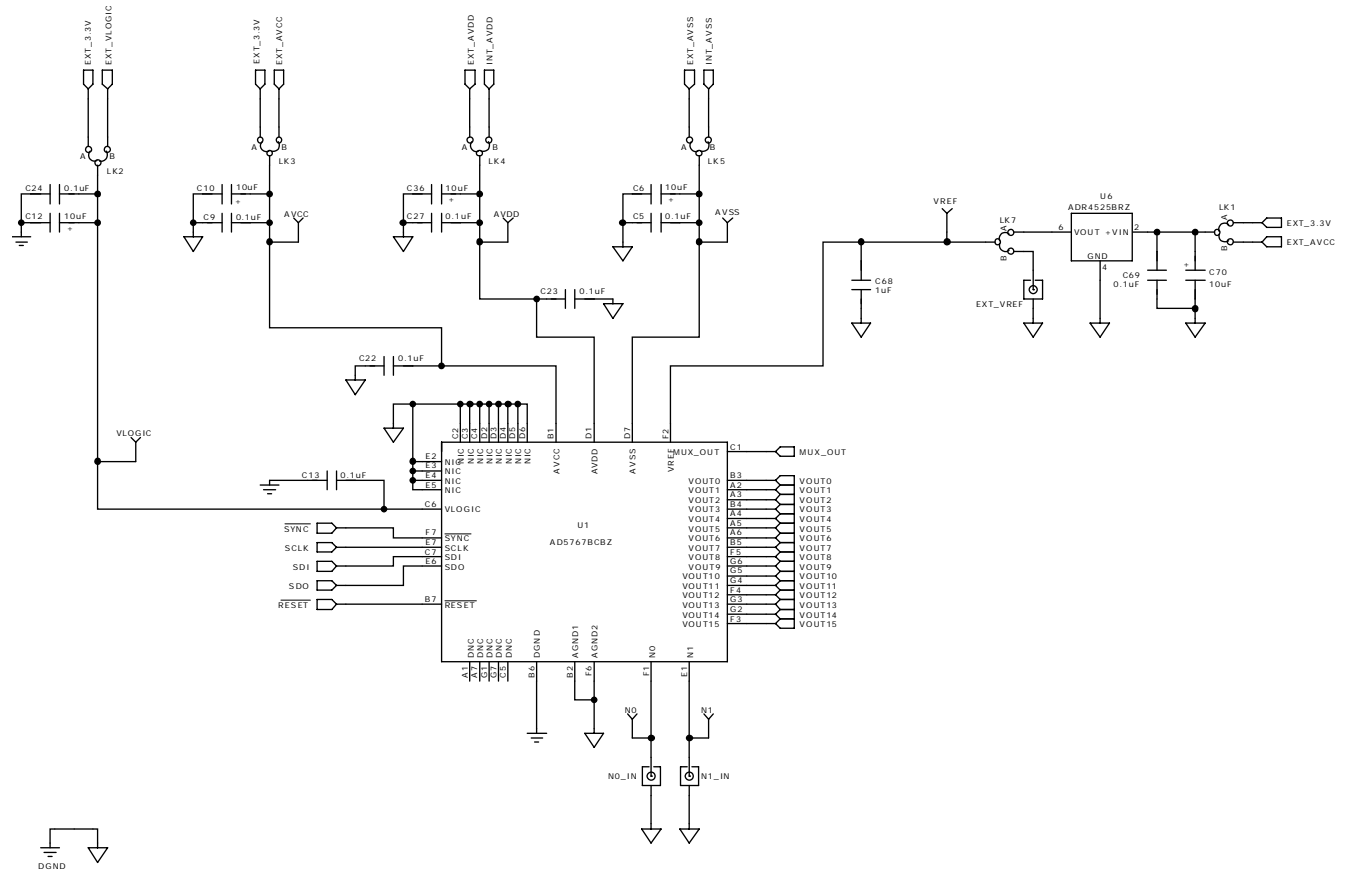 EXT_3.3V
EXT_VLOGIC
EXT_3.3V
EXT_AVCC
EXT_AVDD
INT_AVDD
EXT_AVSS
INT_AVSS
A B
LK2
A B
LK3
A B
LK4
A B
LK5
C24 0.1uF
C12 10uF
+
C10 10uF
+
C9 0.1uF
AVCC
C36 10uF
+
C27 0.1uF
AVDD
C6 10uF
+
C5 0.1uF
AVSS
VREF
LK7
A
B
EXT_VREF
C68
1uF
U6
ADR4525BRZ
6 VOUT +VIN 2
GND
4
LK1
A
B
EXT_3.3V
EXT_AVCC
C69
0.1uF
+
C70
10uF
C23 0.1uF
C22 0.1uF
VLOGIC
C13 0.1uF
C2 NIC
C3 NIC
C4 NIC
D2 NIC
D3 NIC
D4 NIC
D5 NIC
D6 NIC
B1 AVCC
D1 AVDD
D7 AVSS
F2 VREF
E2 NIC
E3 NIC
E4 NIC
E5 NIC
C6 VLOGIC
SYNC F7 SYNC
SCLK E7 SCLK
SDI C7 SDI
SDO E6 SDO
RESET B7 RESET
U1
AD5767BCBZ
MUX_OUT C1 MUX_OUT
VOUT0 B3 VOUT0
VOUT1 A2 VOUT1
VOUT2 A3 VOUT2
VOUT3 B4 VOUT3
VOUT4 A4 VOUT4
VOUT5 A5 VOUT5
VOUT6 A6 VOUT6
VOUT7 B5 VOUT7
VOUT8 F5 VOUT8
VOUT9 G6 VOUT9
VOUT10 G5 VOUT10
VOUT11 G4 VOUT11
VOUT12 F4 VOUT12
VOUT13 G3 VOUT13
VOUT14 G2 VOUT14
VOUT15 F3 VOUT15
A1 DNC
A7 DNC
G1 DNC
G7 DNC
C5 DNC
B6 DGND
B2 AGND1
F6 AGND2
F1 N0
E1 N1
N0
N1
N0_IN
N1_IN
DGND